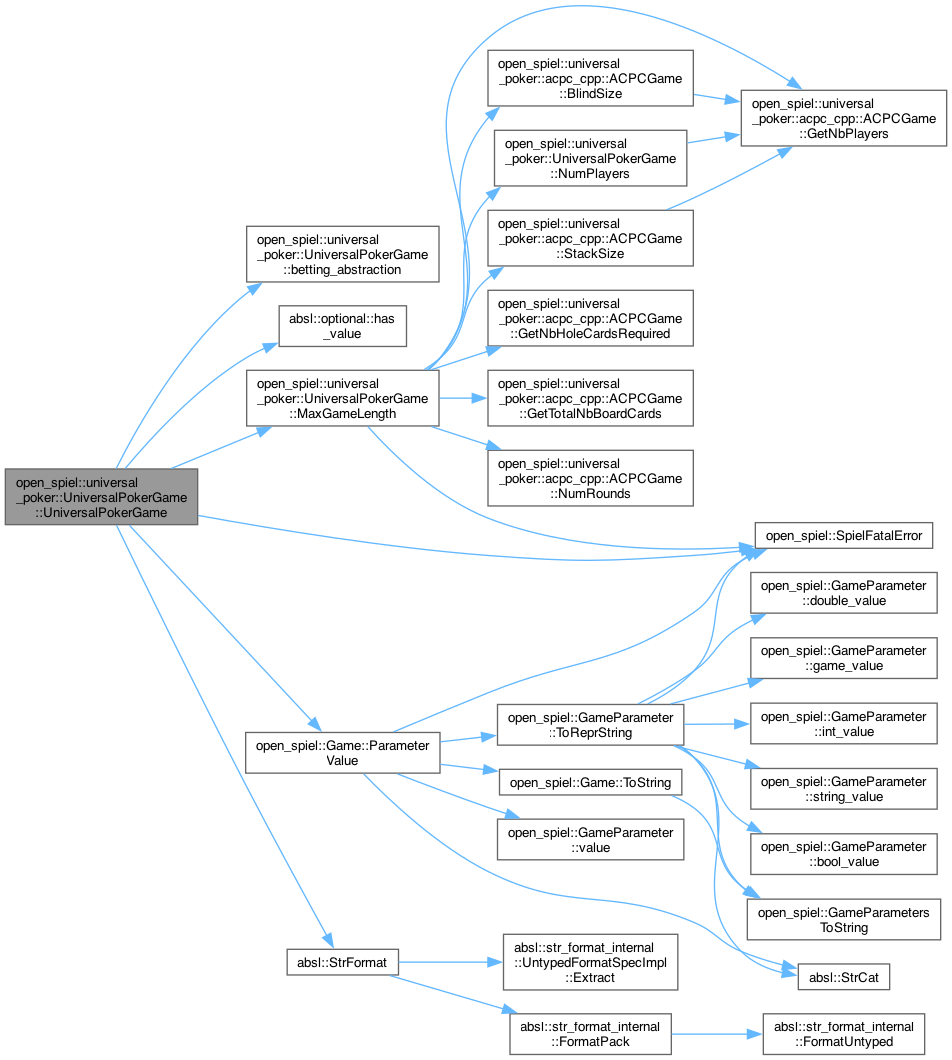 open_spiel::universal
_poker::UniversalPokerGame
::UniversalPokerGame
open_spiel::universal
_poker::UniversalPokerGame
::betting_abstraction
absl::optional::has
_value
open_spiel::universal
_poker::UniversalPokerGame
::MaxGameLength
open_spiel::Game::Parameter
Value
absl::StrFormat
open_spiel::universal
_poker::acpc_cpp::ACPCGame
::BlindSize
open_spiel::universal
_poker::UniversalPokerGame
::NumPlayers
open_spiel::universal
_poker::acpc_cpp::ACPCGame
::StackSize
open_spiel::universal
_poker::acpc_cpp::ACPCGame
::GetNbHoleCardsRequired
open_spiel::universal
_poker::acpc_cpp::ACPCGame
::GetTotalNbBoardCards
open_spiel::universal
_poker::acpc_cpp::ACPCGame
::NumRounds
open_spiel::GameParameter
::ToReprString
open_spiel::Game::ToString
open_spiel::GameParameter
::value
absl::str_format_internal
::UntypedFormatSpecImpl
::Extract
absl::str_format_internal
::FormatPack
open_spiel::universal
_poker::acpc_cpp::ACPCGame
::GetNbPlayers
open_spiel::SpielFatalError
open_spiel::GameParameter
::double_value
open_spiel::GameParameter
::game_value
open_spiel::GameParameter
::int_value
open_spiel::GameParameter
::string_value
open_spiel::GameParameter
::bool_value
open_spiel::GameParameters
ToString
absl::StrCat
absl::str_format_internal
::FormatUntyped